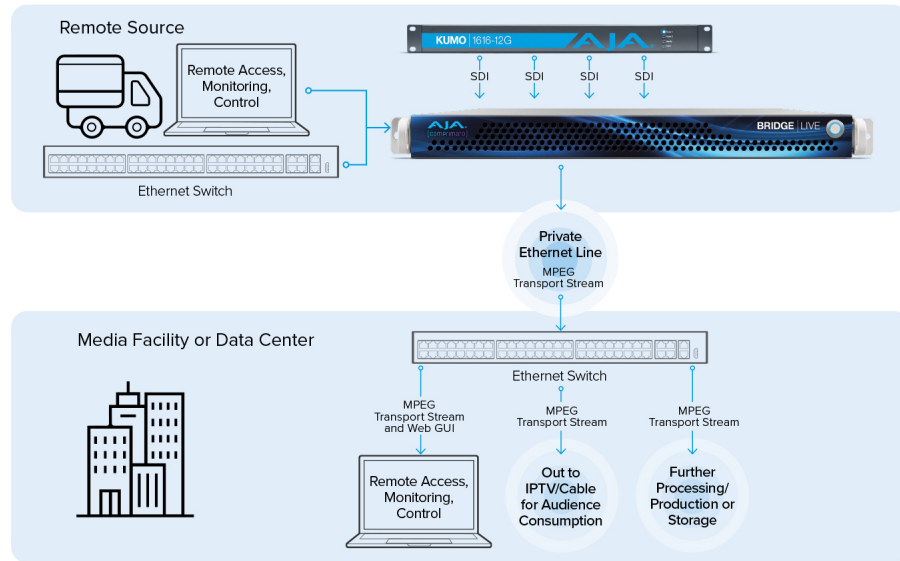 Remote Source
KUMO 1616-12G AJA
SDI SDI SDI SDI
Remote Access,
Monitoring,
Control
AJA
BRIDGE LIVE
Ethernet Switch
Private
Ethernet Line
MPEG
Transport Stream
Media Facility or Data Center
Ethernet Switch
MPEG
Transport Stream
and Web GUI
MPEG
Transport Stream
MPEG
Transport Stream
Remote Access,
Monitoring,
Control
Out to
IPTV/Cable
for Audience
Consumption
Further
Processing/
Production or
Storage